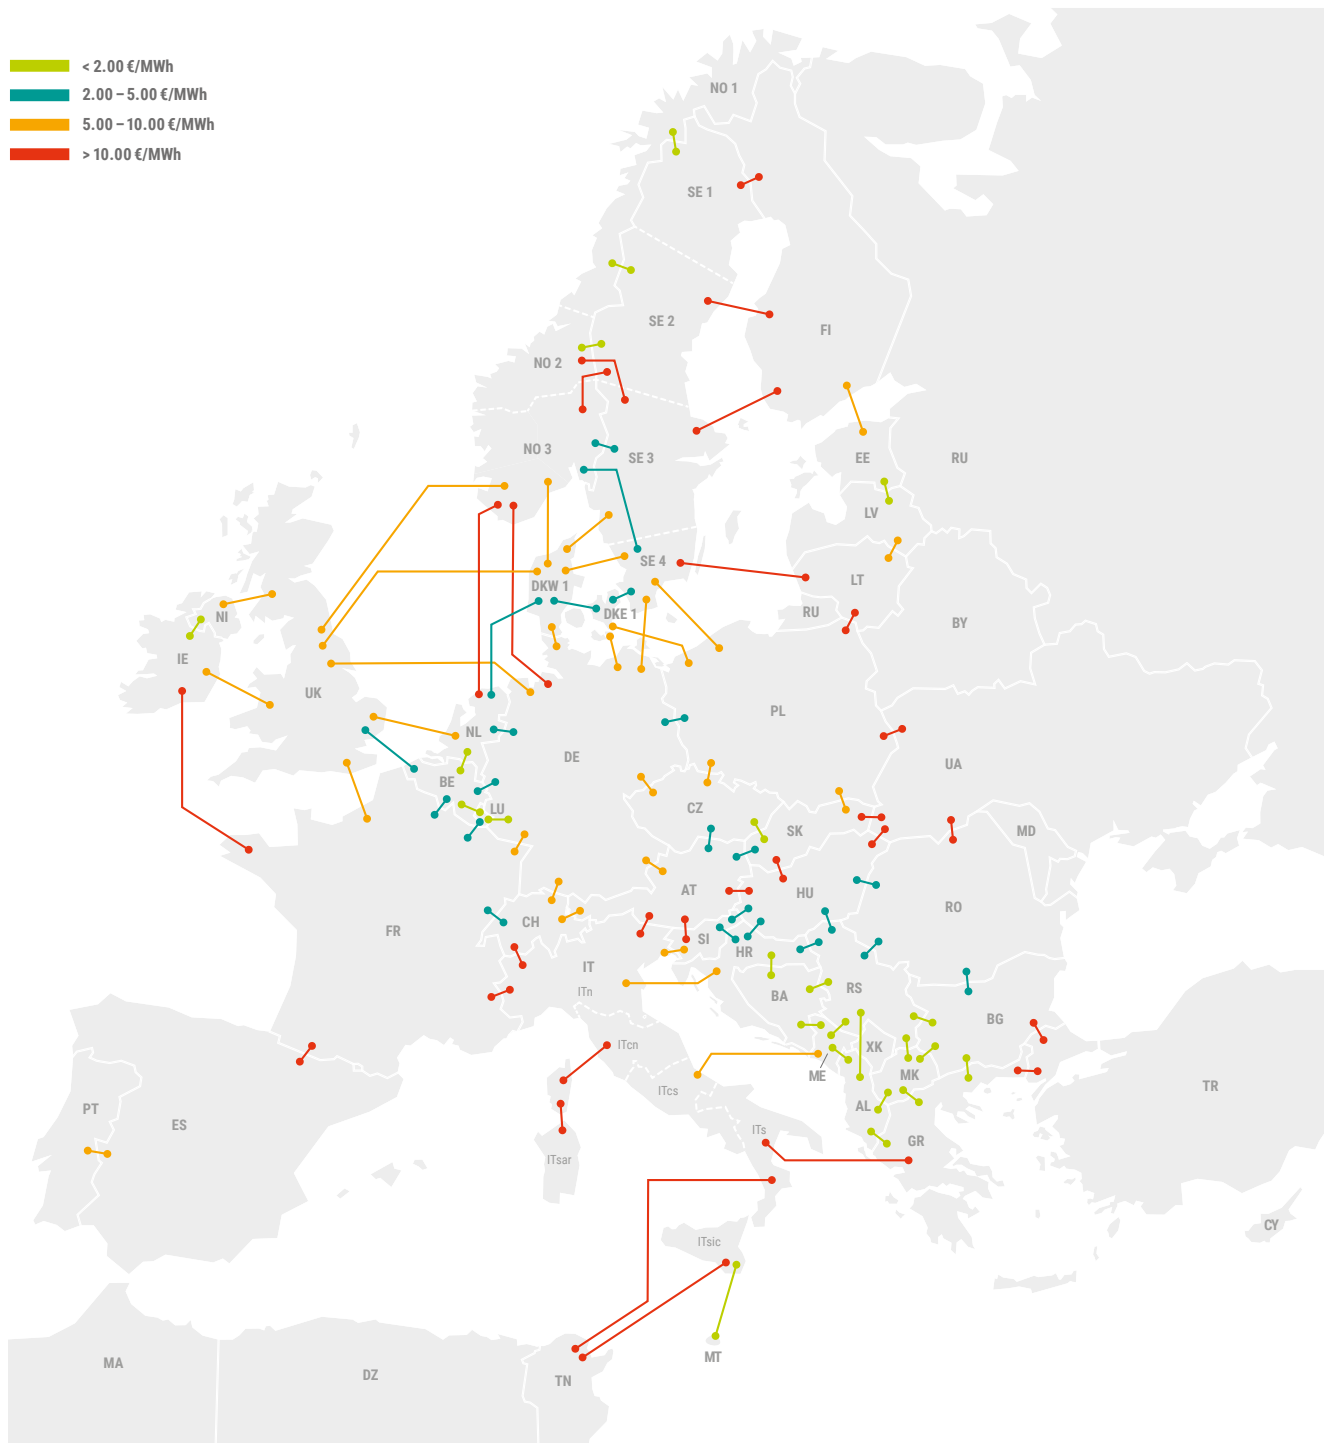 < 2.00 €/MWh
2.00 – 5.00 €/MWh
5.00 – 10.00 €/MWh
> 10.00 €/MWh
NO 1
SE 1
SE 2
FI
NO 2
NO 3
SE 3
EE
RU
LV
SE 4
LT
DKW 1
DKE 1
RU
NI
BY
IE
UK
PL
NL
DE
UA
BE
LU
CZ
SK
MD
AT
HU
RO
FR
CH
SI
HR
IT
ITn
BA
RS
BG
ITcn
XK
ME
MK
TR
ITcs
PT
ES
AL
ITs
GR
ITsar
CY
ITsic
MT
MA
DZ
TN